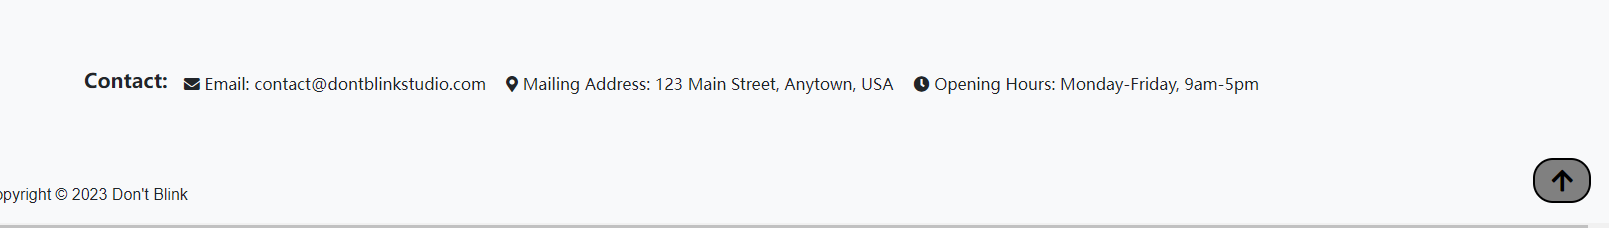 Contact: Email: contact@dontblinkstudio.com Mailing Address: 123 Main Street, Anytown, USA Opening Hours: Monday-Friday, 9am-5pm
opyright © 2023 Don't Blink